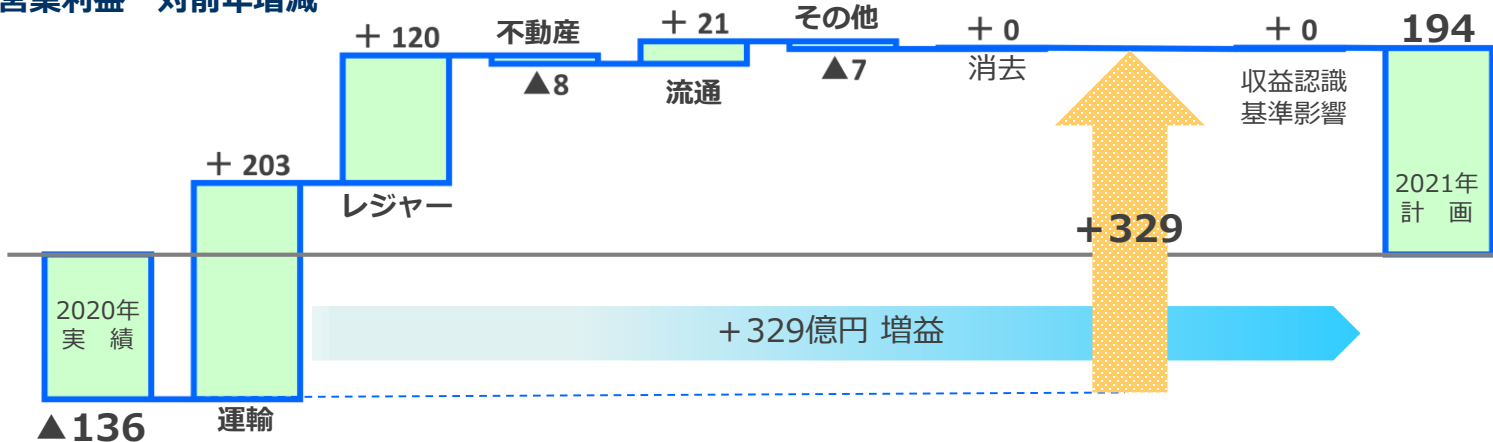 営業利益 対前年増減
＋120
不動産
＋21
その他
＋0
＋0
194
▲8
流通
▲7
消去
収益認識
基準影響
＋203
レジャー
2021年
計 画
＋329
2020年
実 績
＋329億円 増益
▲136
運輸